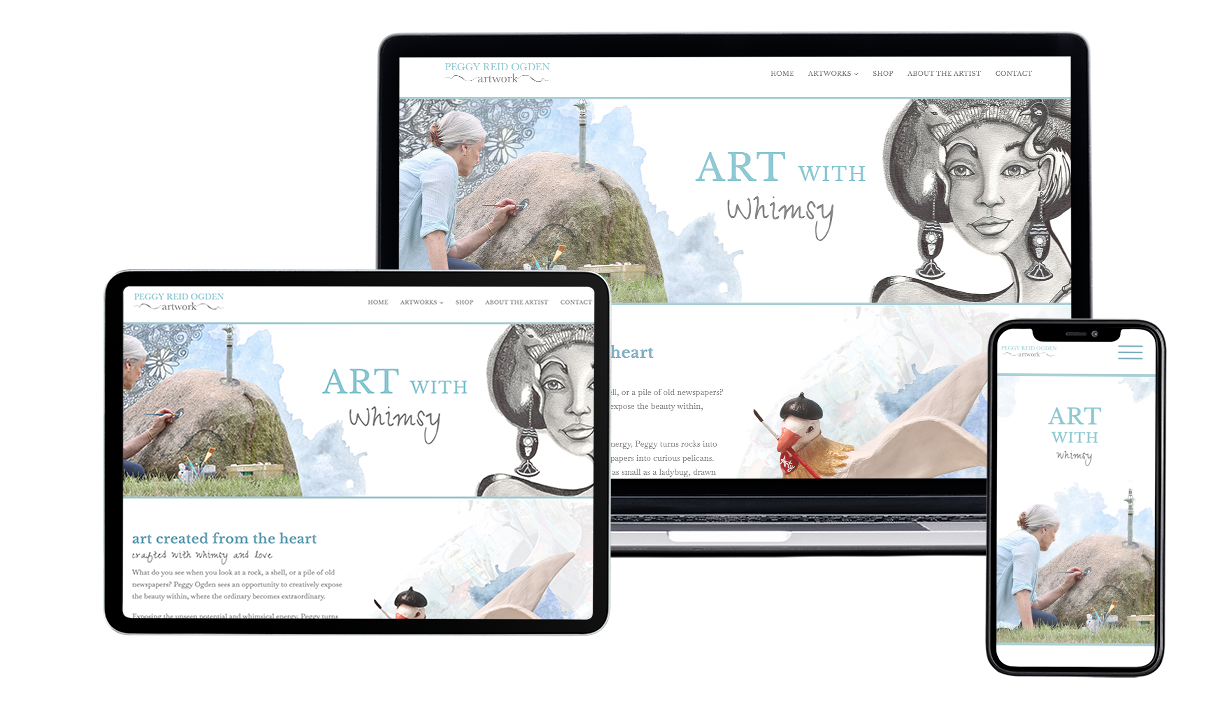 PEGGY REID OGDEN
artwork
HOME ARTWORKS SHOP ABOUT THE ARTIST CONTACT
ART WITH
Whimsy
heart
or a pile of old newspapers?
expose the beauty within,
energy, Peggy turns rocks into
papers into curious pelicans.
as small as a ladybug, drawn
PEGGY REID OGDEN
artwork
HOME ARTWORKS SHOP ABOUT THE ARTIST CONTACT
ART WITH
Whimsy
art created from the heart
crafted with whimsy and love
What do you see when you look at a rock, a shell, or a pile of old
newspapers? Peggy Ogden sees an opportunity to creatively expose
the beauty within, where the ordinary becomes extraordinary.
Exposing the unseen potential and whimsical energy, Peggy turns
PEGGY REID OGDEN
artwork
ART
WITH
Whimsy